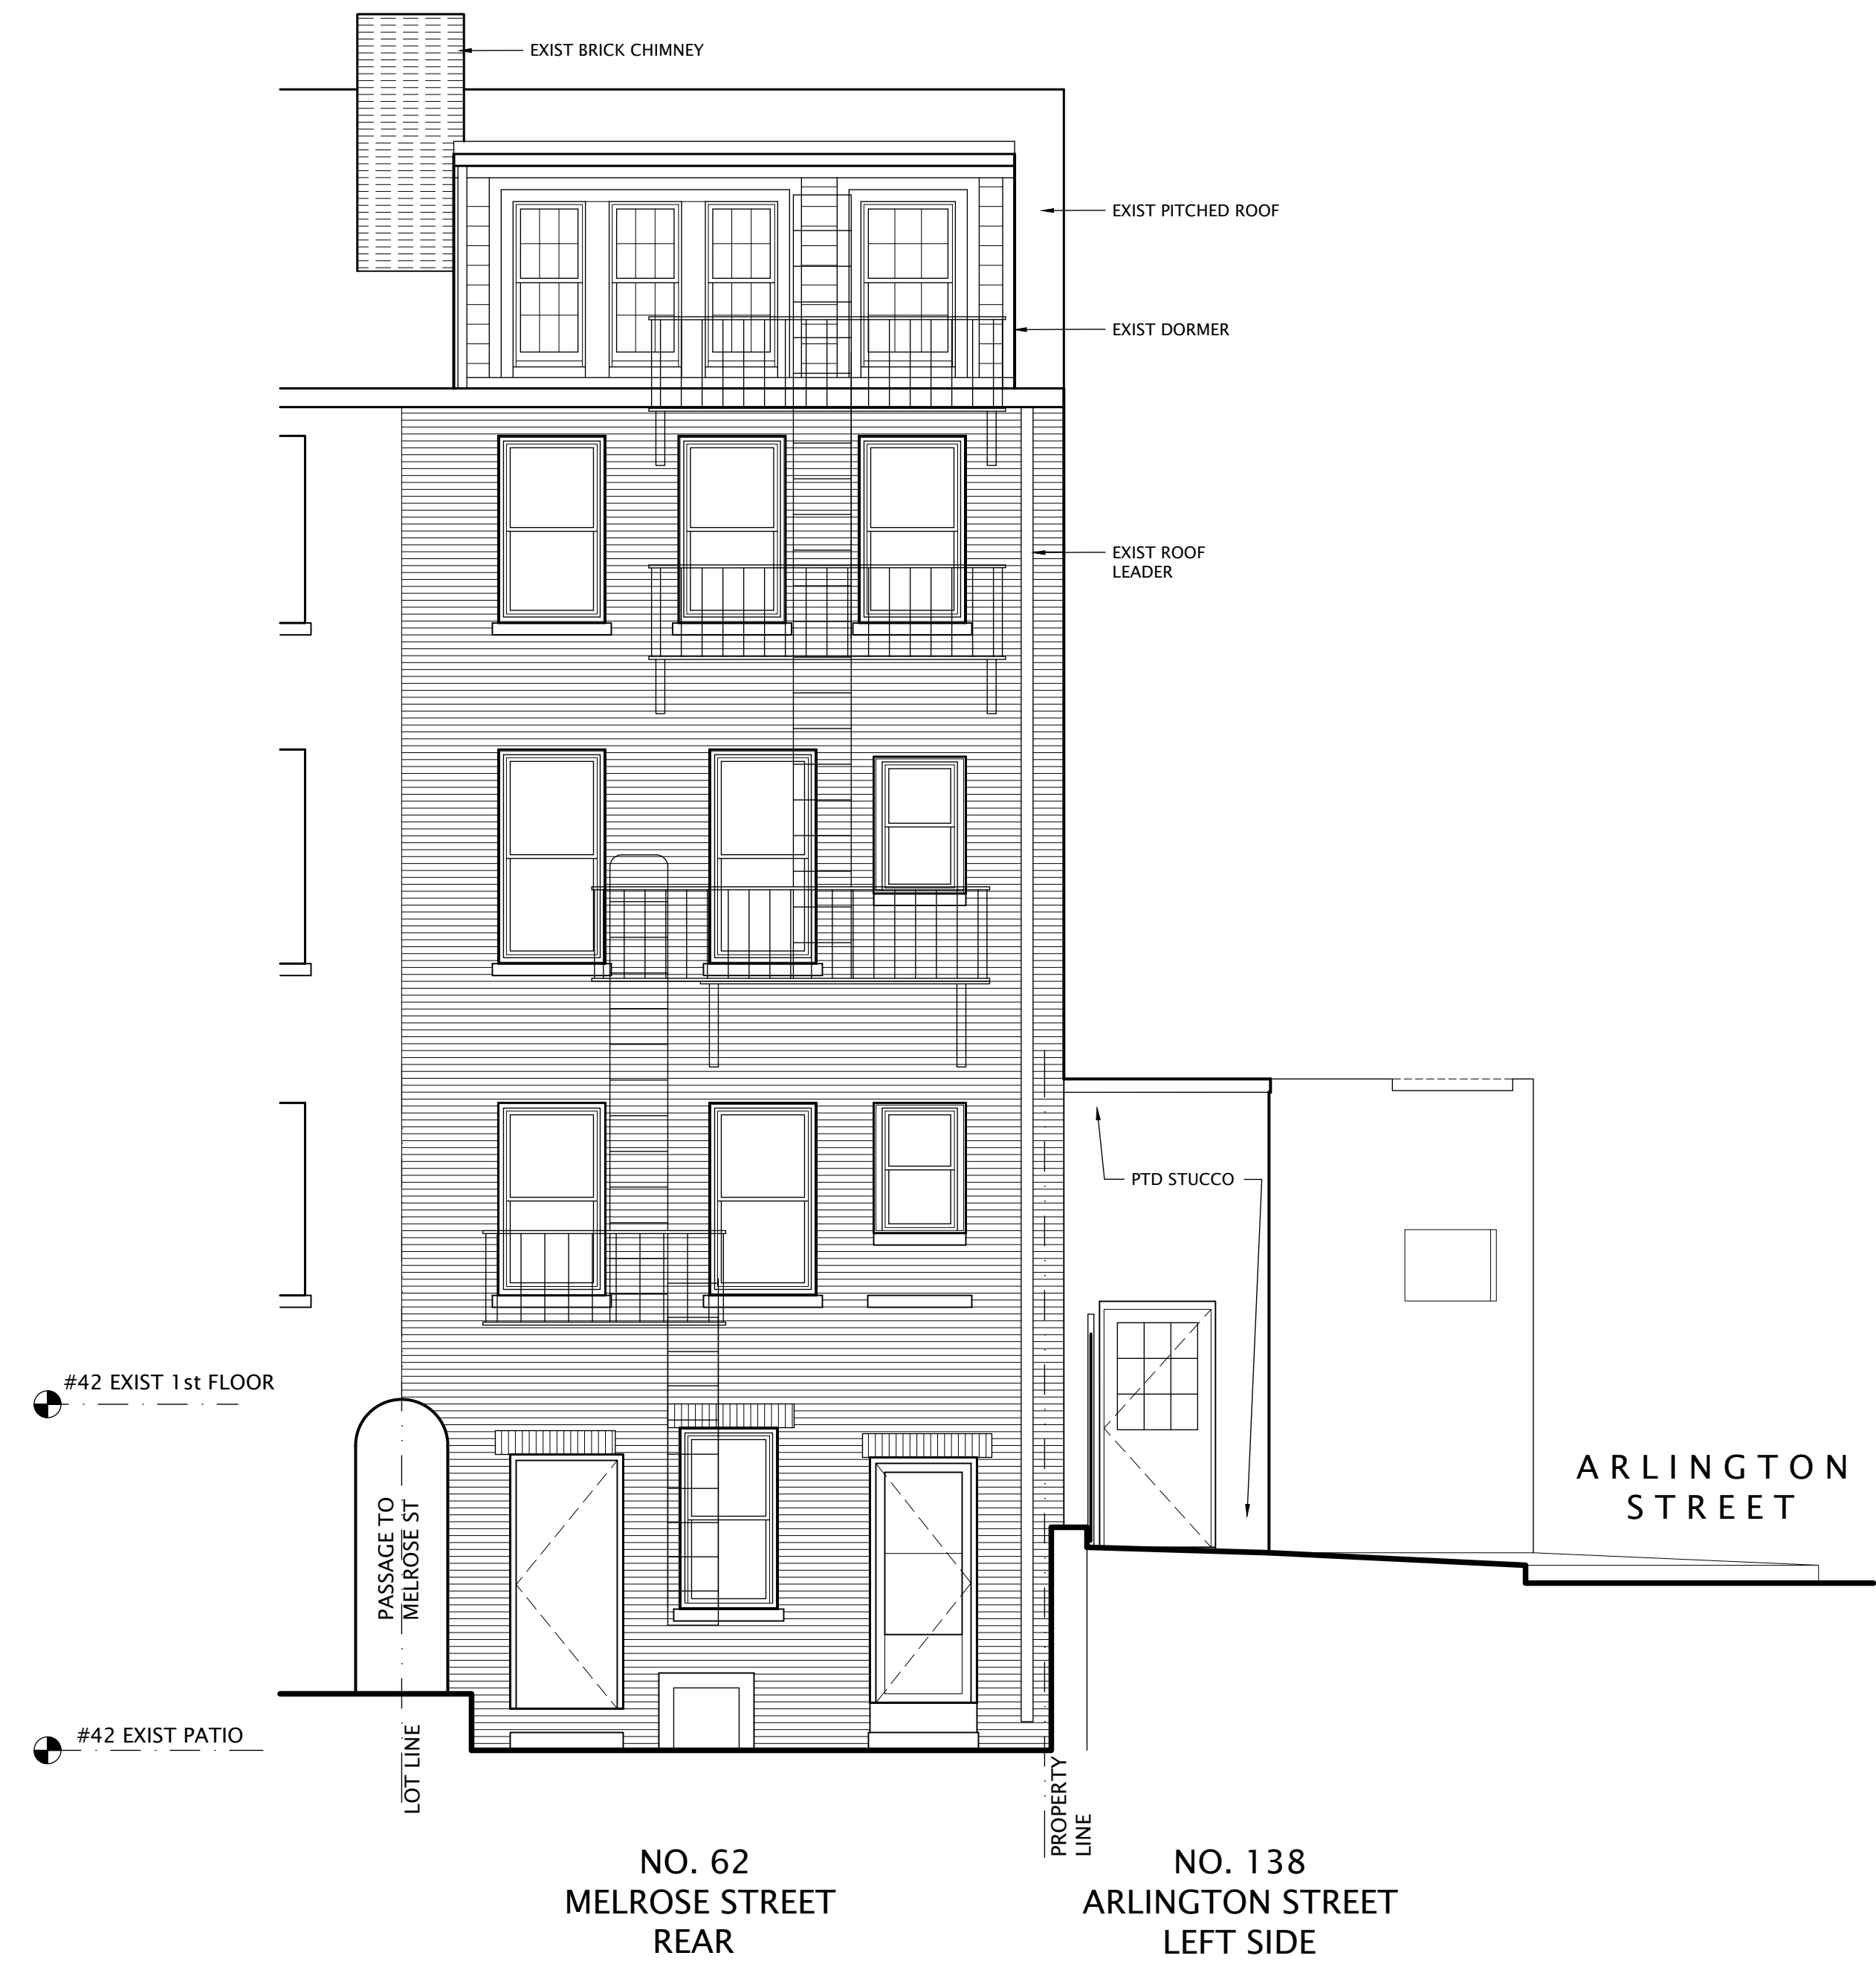 EXIST BRICK CHIMNEY
EXIST PITCHED ROOF
EXIST DORMER
EXIST ROOF
LEADER
PTD STUCCO
#42 EXIST 1st FLOOR
ARLINGTON
STREET
PASSAGE TO
MELROSE ST
#42 EXIST PATIO
LOT LINE
PROPERTY
LINE
NO. 62
MELROSE STREET
REAR
NO. 138
ARLINGTON STREET
LEFT SIDE